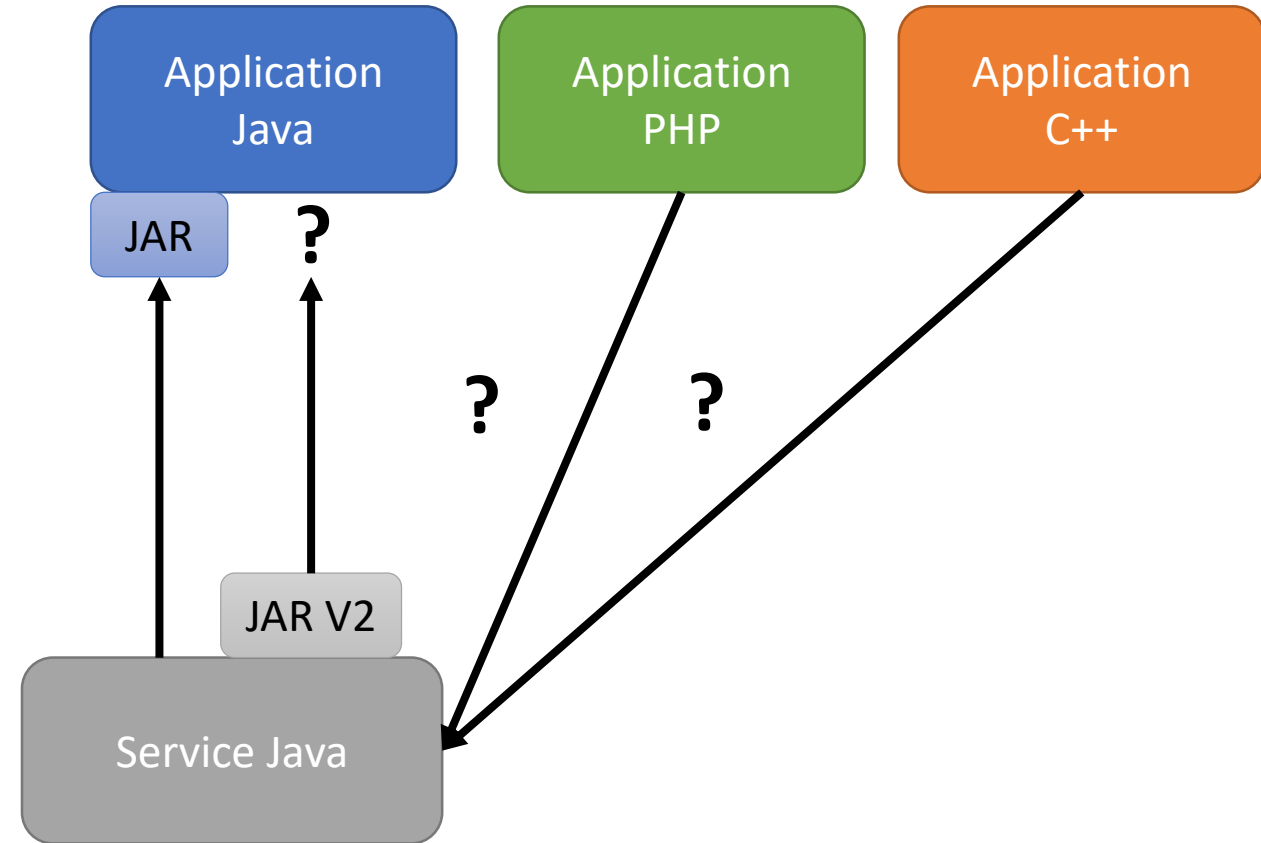 Application
Java
Application
PHP
Application
C++
JAR
?
?
?
JAR V2
Service Java